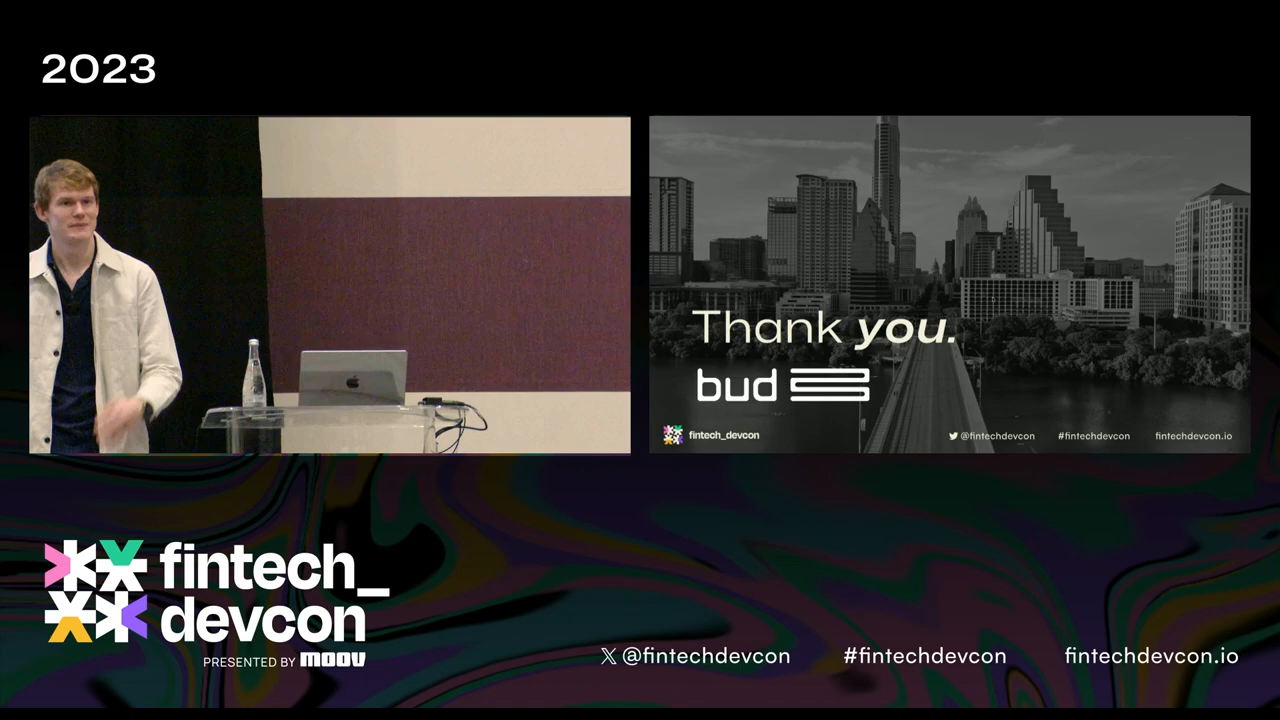 2023
Thank you.
bud
fintech_devcon
@fintechdevcon #fintechdevcon fintechdevcon.io
fintech_
devcon
PRESENTED BY moov
X @fintechdevcon #fintechdevcon fintechdevcon.io